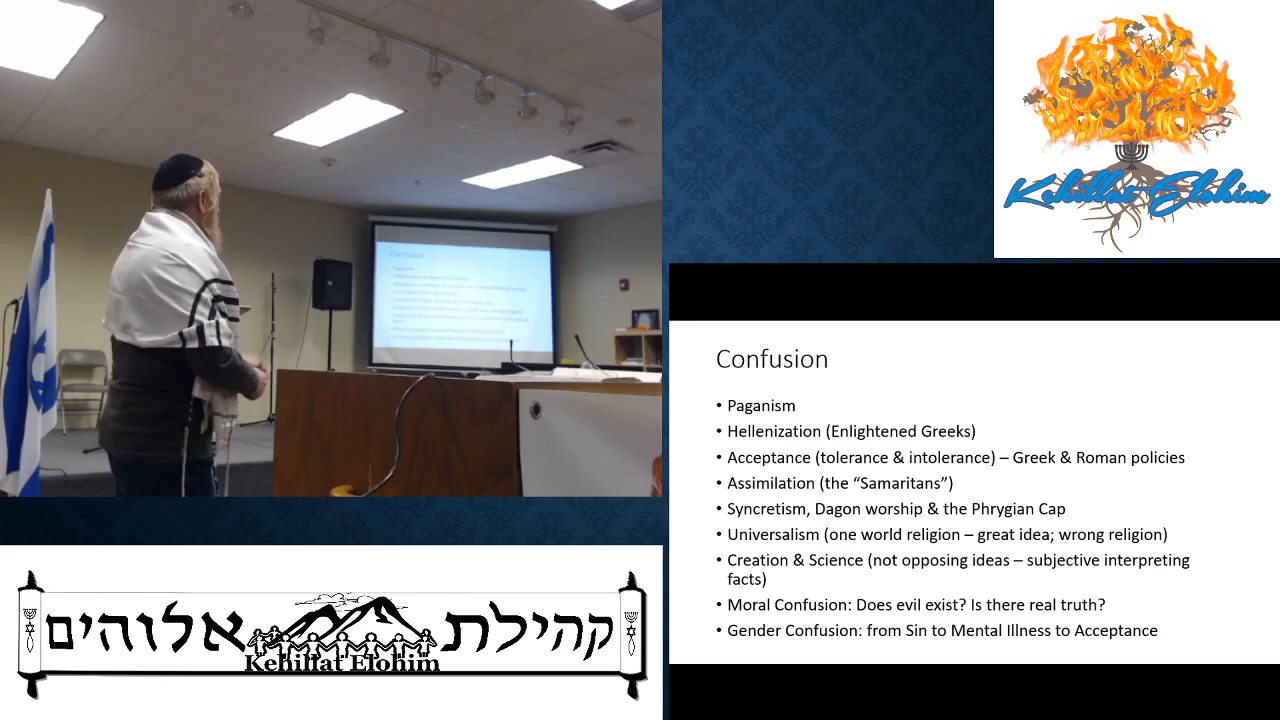 Kehillat Elohim
Confusion
• Paganism
• Hellenization (Enlightened Greeks)
• Acceptance (tolerance & intolerance) – Greek & Roman policies
• Assimilation (the “Samaritans”)
• Syncretism, Dagon worship & the Phrygian Cap
• Universalism (one world religion – great idea; wrong religion)
• Creation & Science (not opposing ideas – subjective interpreting
facts)
• Moral Confusion: Does evil exist? Is there real truth?
• Gender Confusion: from Sin to Mental Illness to Acceptance
Confusion
Paganism
קהילת אלוהים
Kehillat Elohim